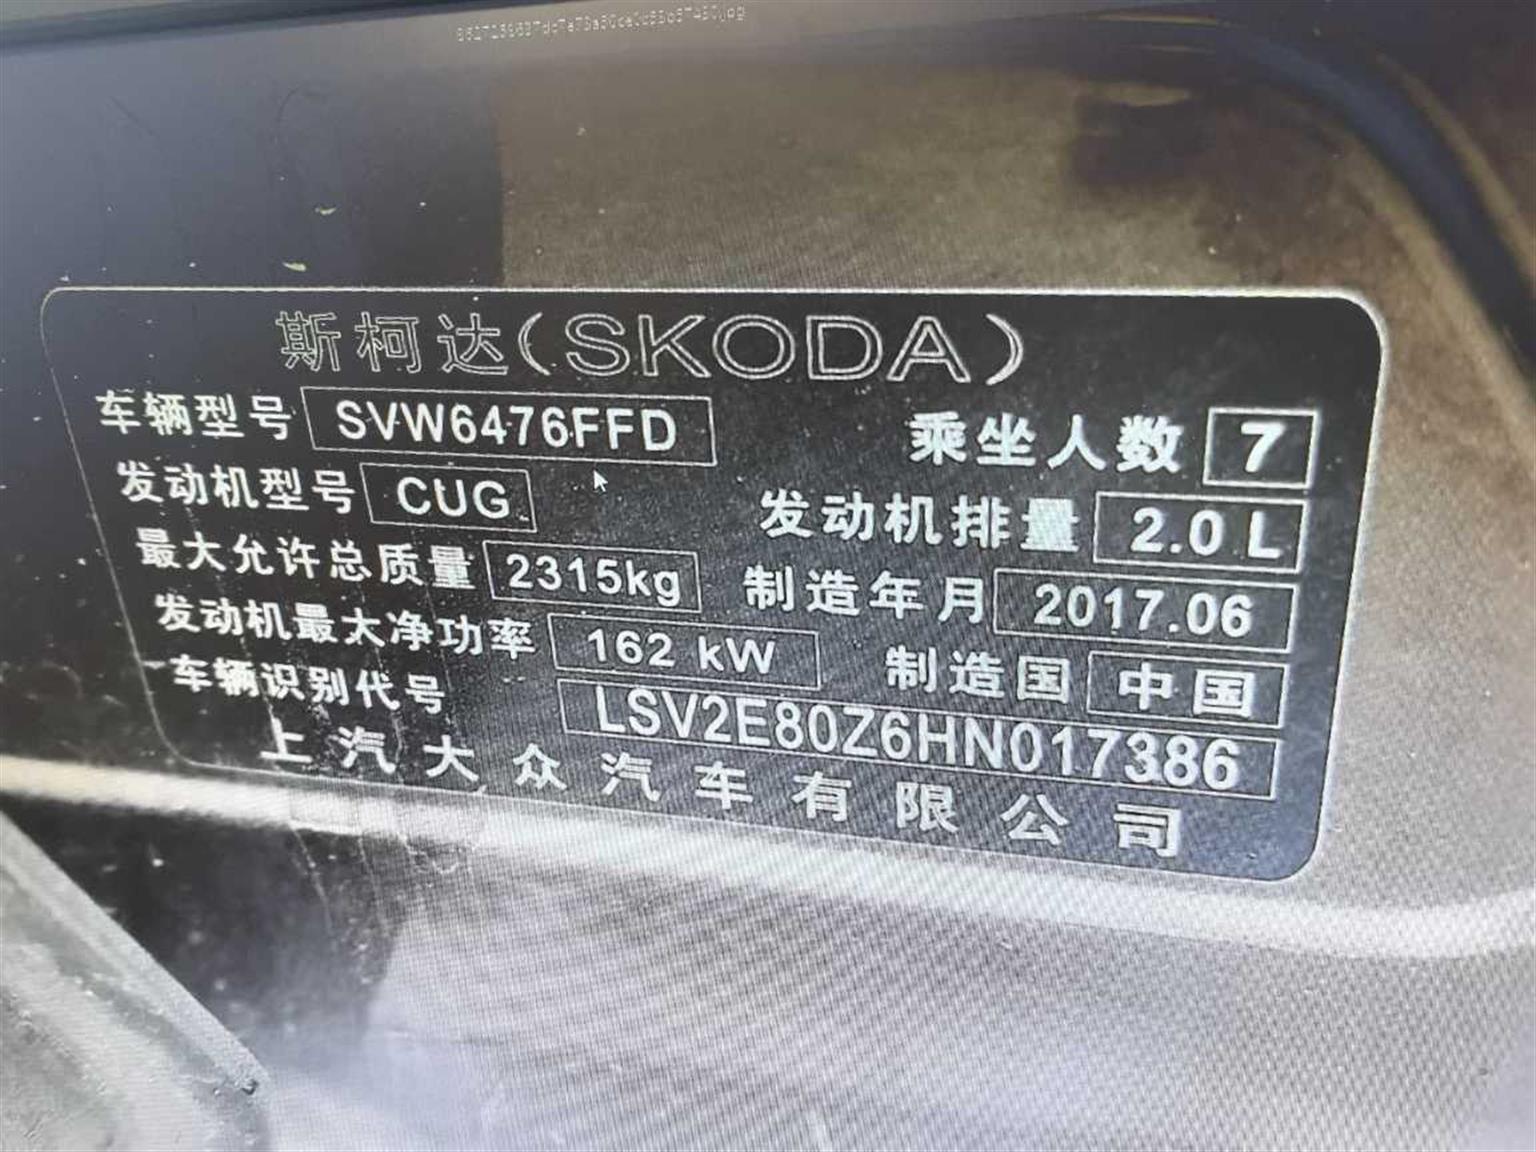 斯柯达(SKODA)
车辆型号 SVW6476FFD 乘坐人数 7
发动机型号 CUG 发动机排量 2.0 L
最大允许总质量 2315kg 制造年月 2017.06
发动机最大净功率 162 kW 制造国 中国
车辆识别代号 LSV2E80Z6HN017386
上汽大众汽车有限公司